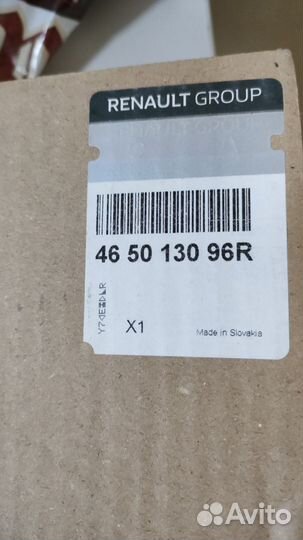 RENAULT GROUP
46 50 130 96R
X1
Made in Slovakia
Avito